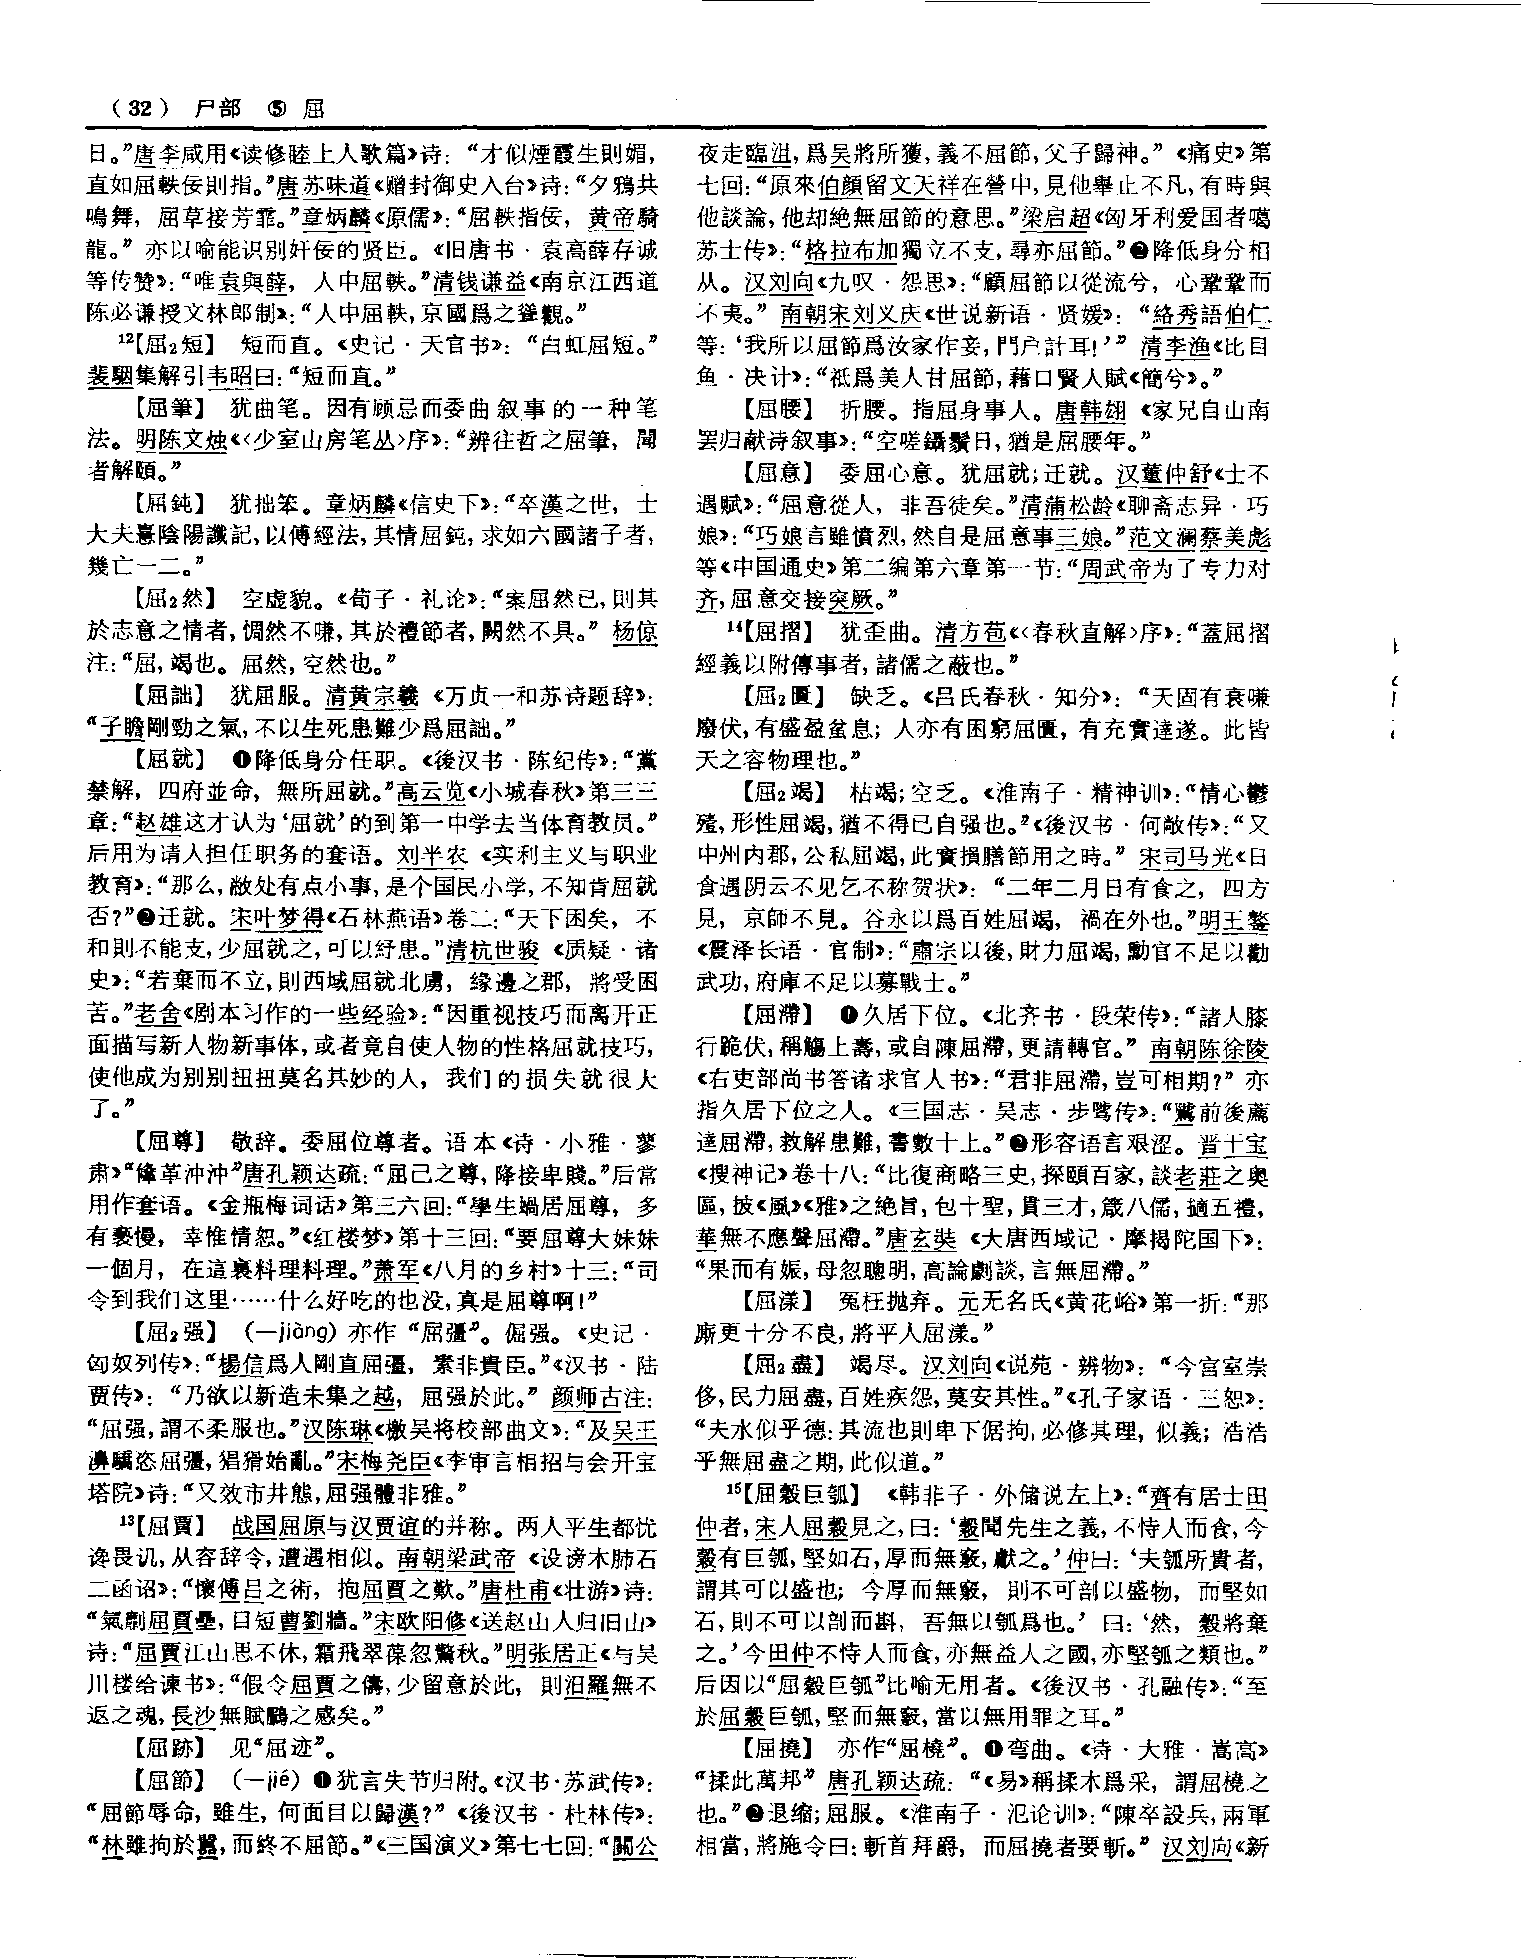 （32） 尸部 ⑤ 屈
日。”唐李咸用《读修睦上人歌篇》诗：“才似煙霞生則媚，
直如屈軼佞則指。”唐苏味道《赠封御史入台》诗：“夕鴉共
鳴舞，屈草接芳菲。”章炳麟《原儒》：“屈軼指佞，黄帝騎
龍。”亦以喻能识别奸佞的贤臣。《旧唐书·袁高薛存诚
等传赞》：“唯袁與薛，人中屈軼。”清钱谦益《南京江西道
陈必谦授文林郎制》：“人中屈軼，京國爲之聳觀。”
12【屈2短】 短而直。《史记·天官书》：“白虹屈短。”
裴駰集解引韦昭曰：“短而直。”
【屈筆】 犹曲笔。因有顾忌而委曲叙事的一种笔
法。明陈文烛《〈少室山房笔丛〉序》：“辨往哲之屈筆，聞
者解頤。”
【屈鈍】 犹拙笨。章炳麟《信史下》：“卒漢之世，士
大夫憙陰陽讖記，以傅經法，其情屈鈍，求如六國諸子者，
幾亡一二。”
【屈2然】 空虚貌。《荀子·礼论》：“案屈然已，則其
於志意之情者，惆然不嗛，其於禮節者，闕然不具。”杨倞
注：“屈，竭也。屈然，空然也。”
【屈詘】 犹屈服。清黄宗羲《万贞一和苏诗题辞》：
“子瞻剛勁之氣，不以生死患難少爲屈詘。”
【屈就】 ❶降低身分任职。《後汉书·陈纪传》：“黨
禁解，四府並命，無所屈就。”高云览《小城春秋》第三三
章：“赵雄这才认为‘屈就’的到第一中学去当体育教员。”
后用为请人担任职务的套语。刘半农《实利主义与职业
教育》：“那么，敝处有点小事，是个国民小学，不知肯屈就
否？”❷迁就。宋叶梦得《石林燕语》卷二：“天下困矣，不
和則不能支，少屈就之，可以紓患。”清杭世骏《质疑·诸
史》：“若棄而不立，則西域屈就北虜，缘邊之郡，將受困
苦。”老舍《剧本习作的一些经验》：“因重视技巧而离开正
面描写新人物新事体，或者竟自使人物的性格屈就技巧，
使他成为别别扭扭莫名其妙的人，我们的损失就很大
了。”
【屈尊】 敬辞。委屈位尊者。语本《诗·小雅·蓼
肃》“鞗革沖沖”唐孔颖达疏：“屈己之尊，降接卑賤。”后常
用作套语。《金瓶梅词话》第三六回：“學生蝸居屈尊，多
有褻慢，幸惟情恕。”《红楼梦》第十三回：“要屈尊大妹妹
一個月，在這裏料理料理。”萧军《八月的乡村》十三：“司
令到我们这里……什么好吃的也没，真是屈尊啊！”
【屈2强】 （—jiàng）亦作“屈彊”。倔强。《史记·
匈奴列传》：“楊信爲人剛直屈彊，素非貴臣。”《汉书·陆
贾传》：“乃欲以新造未集之越，屈强於此。”颜师古注：
“屈强，謂不柔服也。”汉陈琳《檄吴将校部曲文》：“及吴王
濞驕恣屈彊，猖猾始亂。”宋梅尧臣《李审言相招与会开宝
塔院》诗：“又效市井態，屈强體非雅。”
13【屈賈】 战国屈原与汉贾谊的并称。两人平生都忧
谗畏讥，从容辞令，遭遇相似。南朝梁武帝《设谤木肺石
二函诏》：“懷傅吕之術，抱屈賈之歎。”唐杜甫《壮游》诗：
“氣劘屈賈壘，目短曹劉牆。”宋欧阳修《送赵山人归旧山》
诗：“屈賈江山思不休，霜飛翠葆忽驚秋。”明张居正《与吴
川楼给谏书》：“假令屈賈之儔，少留意於此，則汨羅無不
返之魂，長沙無賦鵩之感矣。”
【屈跡】 见“屈迹”。
【屈節】 （—jié）❶犹言失节归附。《汉书·苏武传》：
“屈節辱命，雖生，何面目以歸漢？”《後汉书·杜林传》：
“林雖拘於嚣，而終不屈節。”《三国演义》第七七回：“關公
夜走臨沮，爲吴將所獲，義不屈節，父子歸神。”《痛史》第
七回：“原來伯顔留文天祥在營中，見他舉止不凡，有時與
他談論，他却絶無屈節的意思。”梁启超《匈牙利爱国者噶
苏士传》：“格拉布加獨立不支，尋亦屈節。”❷降低身分相
从。汉刘向《九叹·怨思》：“顧屈節以從流兮，心鞏鞏而
不夷。”南朝宋刘义庆《世说新语·贤媛》：“絡秀語伯仁
等：‘我所以屈節爲汝家作妾，門户計耳！’”清李渔《比目
鱼·决计》：“祗爲美人甘屈節，藉口賢人賦《簡兮》。”
【屈腰】 折腰。指屈身事人。唐韩翃《家兄自山南
罢归献诗叙事》：“空嗟鑷鬢日，猶是屈腰年。”
【屈意】 委屈心意。犹屈就；迁就。汉董仲舒《士不
遇赋》：“屈意從人，非吾徒矣。”清蒲松龄《聊斋志异·巧
娘》：“巧娘言雖憤烈，然自是屈意事三娘。”范文澜蔡美彪
等《中国通史》第二编第六章第一节：“周武帝为了专力对
齐，屈意交接突厥。”
14【屈摺】 犹歪曲。清方苞《〈春秋直解〉序》：“蓋屈摺
經義以附傳事者，諸儒之蔽也。”
【屈2匱】 缺乏。《吕氏春秋·知分》：“天固有衰嗛
廢伏，有盛盈坌息；人亦有困窮屈匱，有充實達遂。此皆
天之容物理也。”
【屈2竭】 枯竭；空乏。《淮南子·精神训》：“情心鬱
殪，形性屈竭，猶不得已自强也。”《後汉书·何敞传》：“又
中州内郡，公私屈竭，此實損膳節用之時。”宋司马光《日
食遇阴云不见乞不称贺状》：“二年二月日有食之，四方
見，京師不見。谷永以爲百姓屈竭，禍在外也。”明王鏊
《震泽长语·官制》：“肅宗以後，財力屈竭，勳官不足以勸
武功，府庫不足以募戰士。”
【屈滯】 ❶久居下位。《北齐书·段荣传》：“諸人膝
行跪伏，稱觴上壽，或自陳屈滯，更請轉官。”南朝陈徐陵
《右吏部尚书答诸求官人书》：“君非屈滯，豈可相期？”亦
指久居下位之人。《三国志·吴志·步骘传》：“騭前後薦
達屈滯，救解患難，書數十上。”❷形容语言艰涩。晋干宝
《搜神记》卷十八：“比復商略三史，探頤百家，談老莊之奥
區，披《風》《雅》之絶旨，包十聖，貫三才，箴八儒，擿五禮，
華無不應聲屈滯。”唐玄奘《大唐西域记·摩揭陀国下》：
“果而有娠，母忽聰明，高論劇談，言無屈滯。”
【屈漾】 冤枉抛弃。元无名氏《黄花峪》第一折：“那
廝更十分不良，將平人屈漾。”
【屈2盡】 竭尽。汉刘向《说苑·辨物》：“今宫室崇
侈，民力屈盡，百姓疾怨，莫安其性。”《孔子家语·三恕》：
“夫水似乎德：其流也則卑下倨拘，必修其理，似義；浩浩
乎無屈盡之期，此似道。”
15【屈穀巨瓠】 《韩非子·外储说左上》：“齊有居士田
仲者，宋人屈穀見之，曰：‘穀聞先生之義，不恃人而食，今
穀有巨瓠，堅如石，厚而無竅，獻之。’仲曰：‘夫瓠所貴者，
謂其可以盛也；今厚而無竅，則不可剖以盛物，而堅如
石，則不可以剖而斟，吾無以瓠爲也。’曰：‘然，穀將棄
之。’今田仲不恃人而食，亦無益人之國，亦堅瓠之類也。”
后因以“屈穀巨瓠”比喻无用者。《後汉书·孔融传》：“至
於屈穀巨瓠，堅而無竅，當以無用罪之耳。”
【屈撓】 亦作“屈橈”。❶弯曲。《诗·大雅·嵩高》
“揉此萬邦”唐孔颖达疏：“《易》稱揉木爲采，謂屈橈之
也。”❷退缩；屈服。《淮南子·氾论训》：“陳卒設兵，兩軍
相當，將施令曰：斬首拜爵，而屈撓者要斬。”汉刘向《新